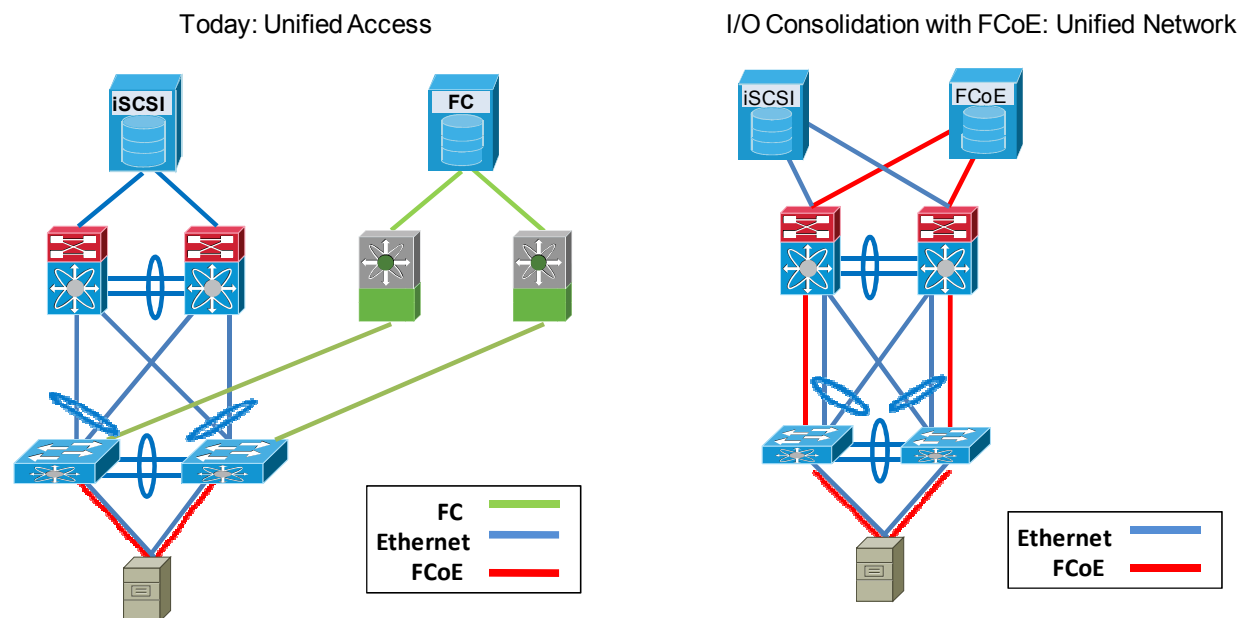 Today: Unified Access
iSCSI
FC
FC
Ethernet
FCoE
I/O Consolidation with FCoE: Unified Network
iSCSI
FCoE
Ethernet
FCoE